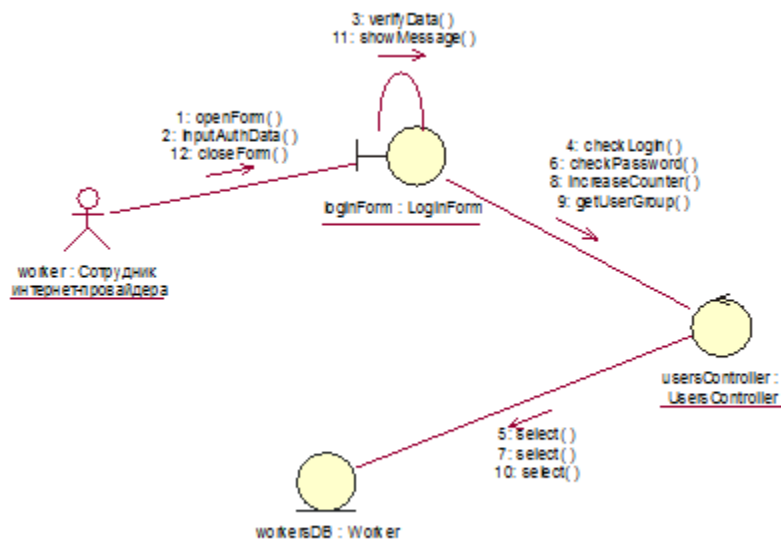 3: verifyData( )
11: showMessage( )
1: openForm( )
2: inputAuthData( )
12: closeForm( )
4: checkLogin( )
6: checkPassword( )
8: increaseCounter( )
9: getUserGroup( )
loginForm : LoginForm
worker : Сотрудник
интернет-провайдера
usersController :
UsersController
5: select( )
7: select( )
10: select( )
workersDB : Worker